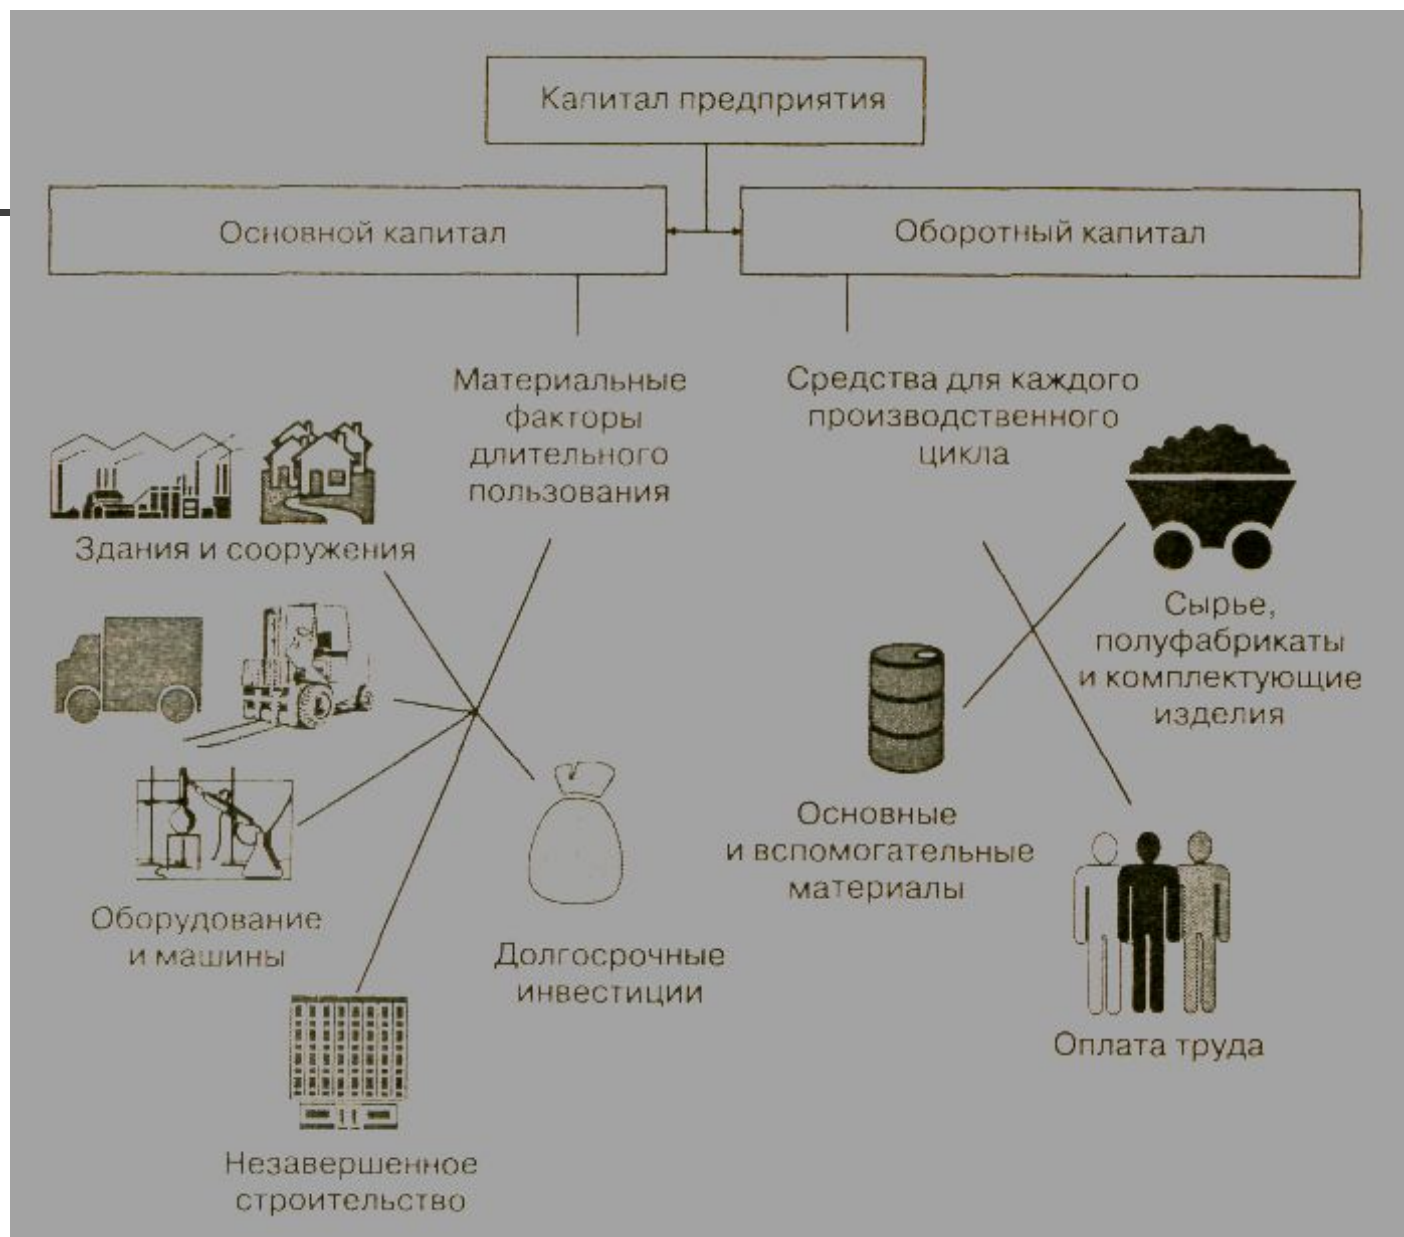 Капитал предприятия
Основной капитал
Оборотный капитал
Материальные
факторы
длительного
пользования
Средства для каждого
производственного
цикла
Здания и сооружения
Сырье,
полуфабрикаты
и комплектующие
изделия
Основные
и вспомогательные
материалы
Оборудование
и машины
Долгосрочные
инвестиции
Оплата труда
Незавершенное
строительство